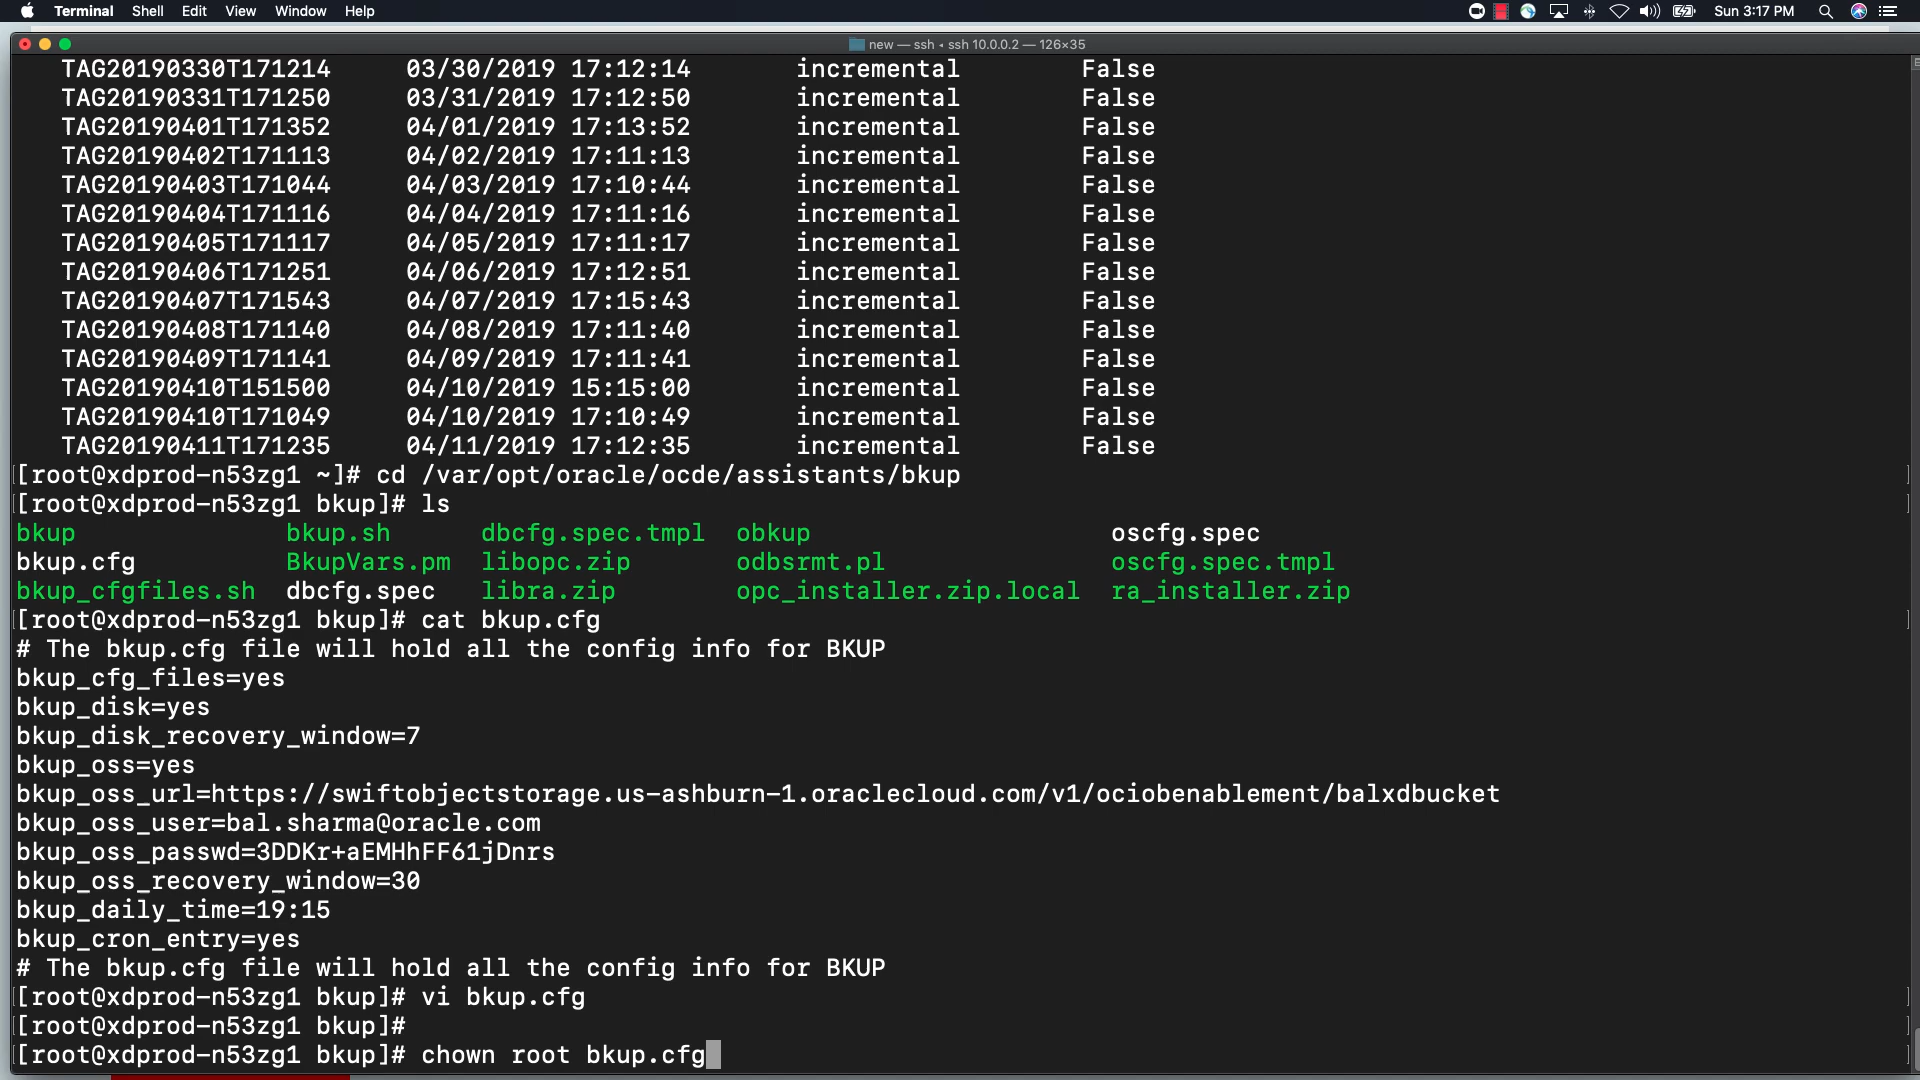 Terminal Shell Edit View Window Help Sun 3:17 PM
new — ssh ◂ ssh 10.0.0.2 — 126×35
TAG20190330T171214 03/30/2019 17:12:14 incremental False
TAG20190331T171250 03/31/2019 17:12:50 incremental False
TAG20190401T171352 04/01/2019 17:13:52 incremental False
TAG20190402T171113 04/02/2019 17:11:13 incremental False
TAG20190403T171044 04/03/2019 17:10:44 incremental False
TAG20190404T171116 04/04/2019 17:11:16 incremental False
TAG20190405T171117 04/05/2019 17:11:17 incremental False
TAG20190406T171251 04/06/2019 17:12:51 incremental False
TAG20190407T171543 04/07/2019 17:15:43 incremental False
TAG20190408T171140 04/08/2019 17:11:40 incremental False
TAG20190409T171141 04/09/2019 17:11:41 incremental False
TAG20190410T151500 04/10/2019 15:15:00 incremental False
TAG20190410T171049 04/10/2019 17:10:49 incremental False
TAG20190411T171235 04/11/2019 17:12:35 incremental False
[root@xdprod-n53zg1 ~]# cd /var/opt/oracle/ocde/assistants/bkup
[root@xdprod-n53zg1 bkup]# ls
bkup bkup.sh dbcfg.spec.tmpl obkup oscfg.spec
bkup.cfg BkupVars.pm libopc.zip odbsrmt.pl oscfg.spec.tmpl
bkup_cfgfiles.sh dbcfg.spec libra.zip opc_installer.zip.local ra_installer.zip
[root@xdprod-n53zg1 bkup]# cat bkup.cfg
# The bkup.cfg file will hold all the config info for BKUP
bkup_cfg_files=yes
bkup_disk=yes
bkup_disk_recovery_window=7
bkup_oss=yes
bkup_oss_url=https://swiftobjectstorage.us-ashburn-1.oraclecloud.com/v1/ociobenablement/balxdbucket
bkup_oss_user=bal.sharma@oracle.com
bkup_oss_passwd=3DDKr+aEMHhFF61jDnrs
bkup_oss_recovery_window=30
bkup_daily_time=19:15
bkup_cron_entry=yes
# The bkup.cfg file will hold all the config info for BKUP
[root@xdprod-n53zg1 bkup]# vi bkup.cfg
[root@xdprod-n53zg1 bkup]#
[root@xdprod-n53zg1 bkup]# chown root bkup.cfg